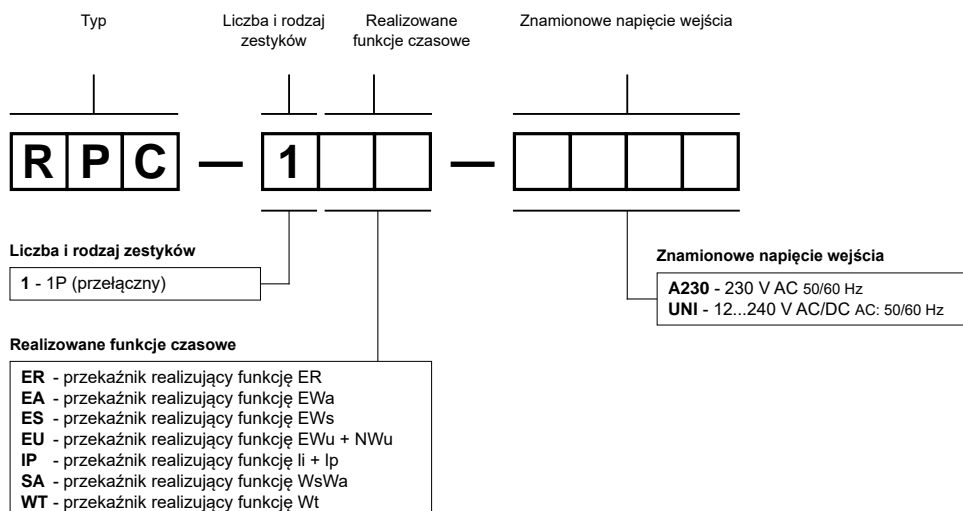 Typ
Liczba i rodzaj
zestyków
Realizowane
funkcje czasowe
Znamionowe napięcie wejścia
R P C — 1 —
Liczba i rodzaj zestyków
1 - 1P (przełączny)
Znamionowe napięcie wejścia
A230 - 230 V AC 50/60 Hz
UNI - 12...240 V AC/DC AC: 50/60 Hz
Realizowane funkcje czasowe
ER - przekaźnik realizujący funkcję ER
EA - przekaźnik realizujący funkcję EWa
ES - przekaźnik realizujący funkcję EWs
EU - przekaźnik realizujący funkcję EWu + NWu
IP - przekaźnik realizujący funkcję Ii + Ip
SA - przekaźnik realizujący funkcję WsWa
WT - przekaźnik realizujący funkcję Wt